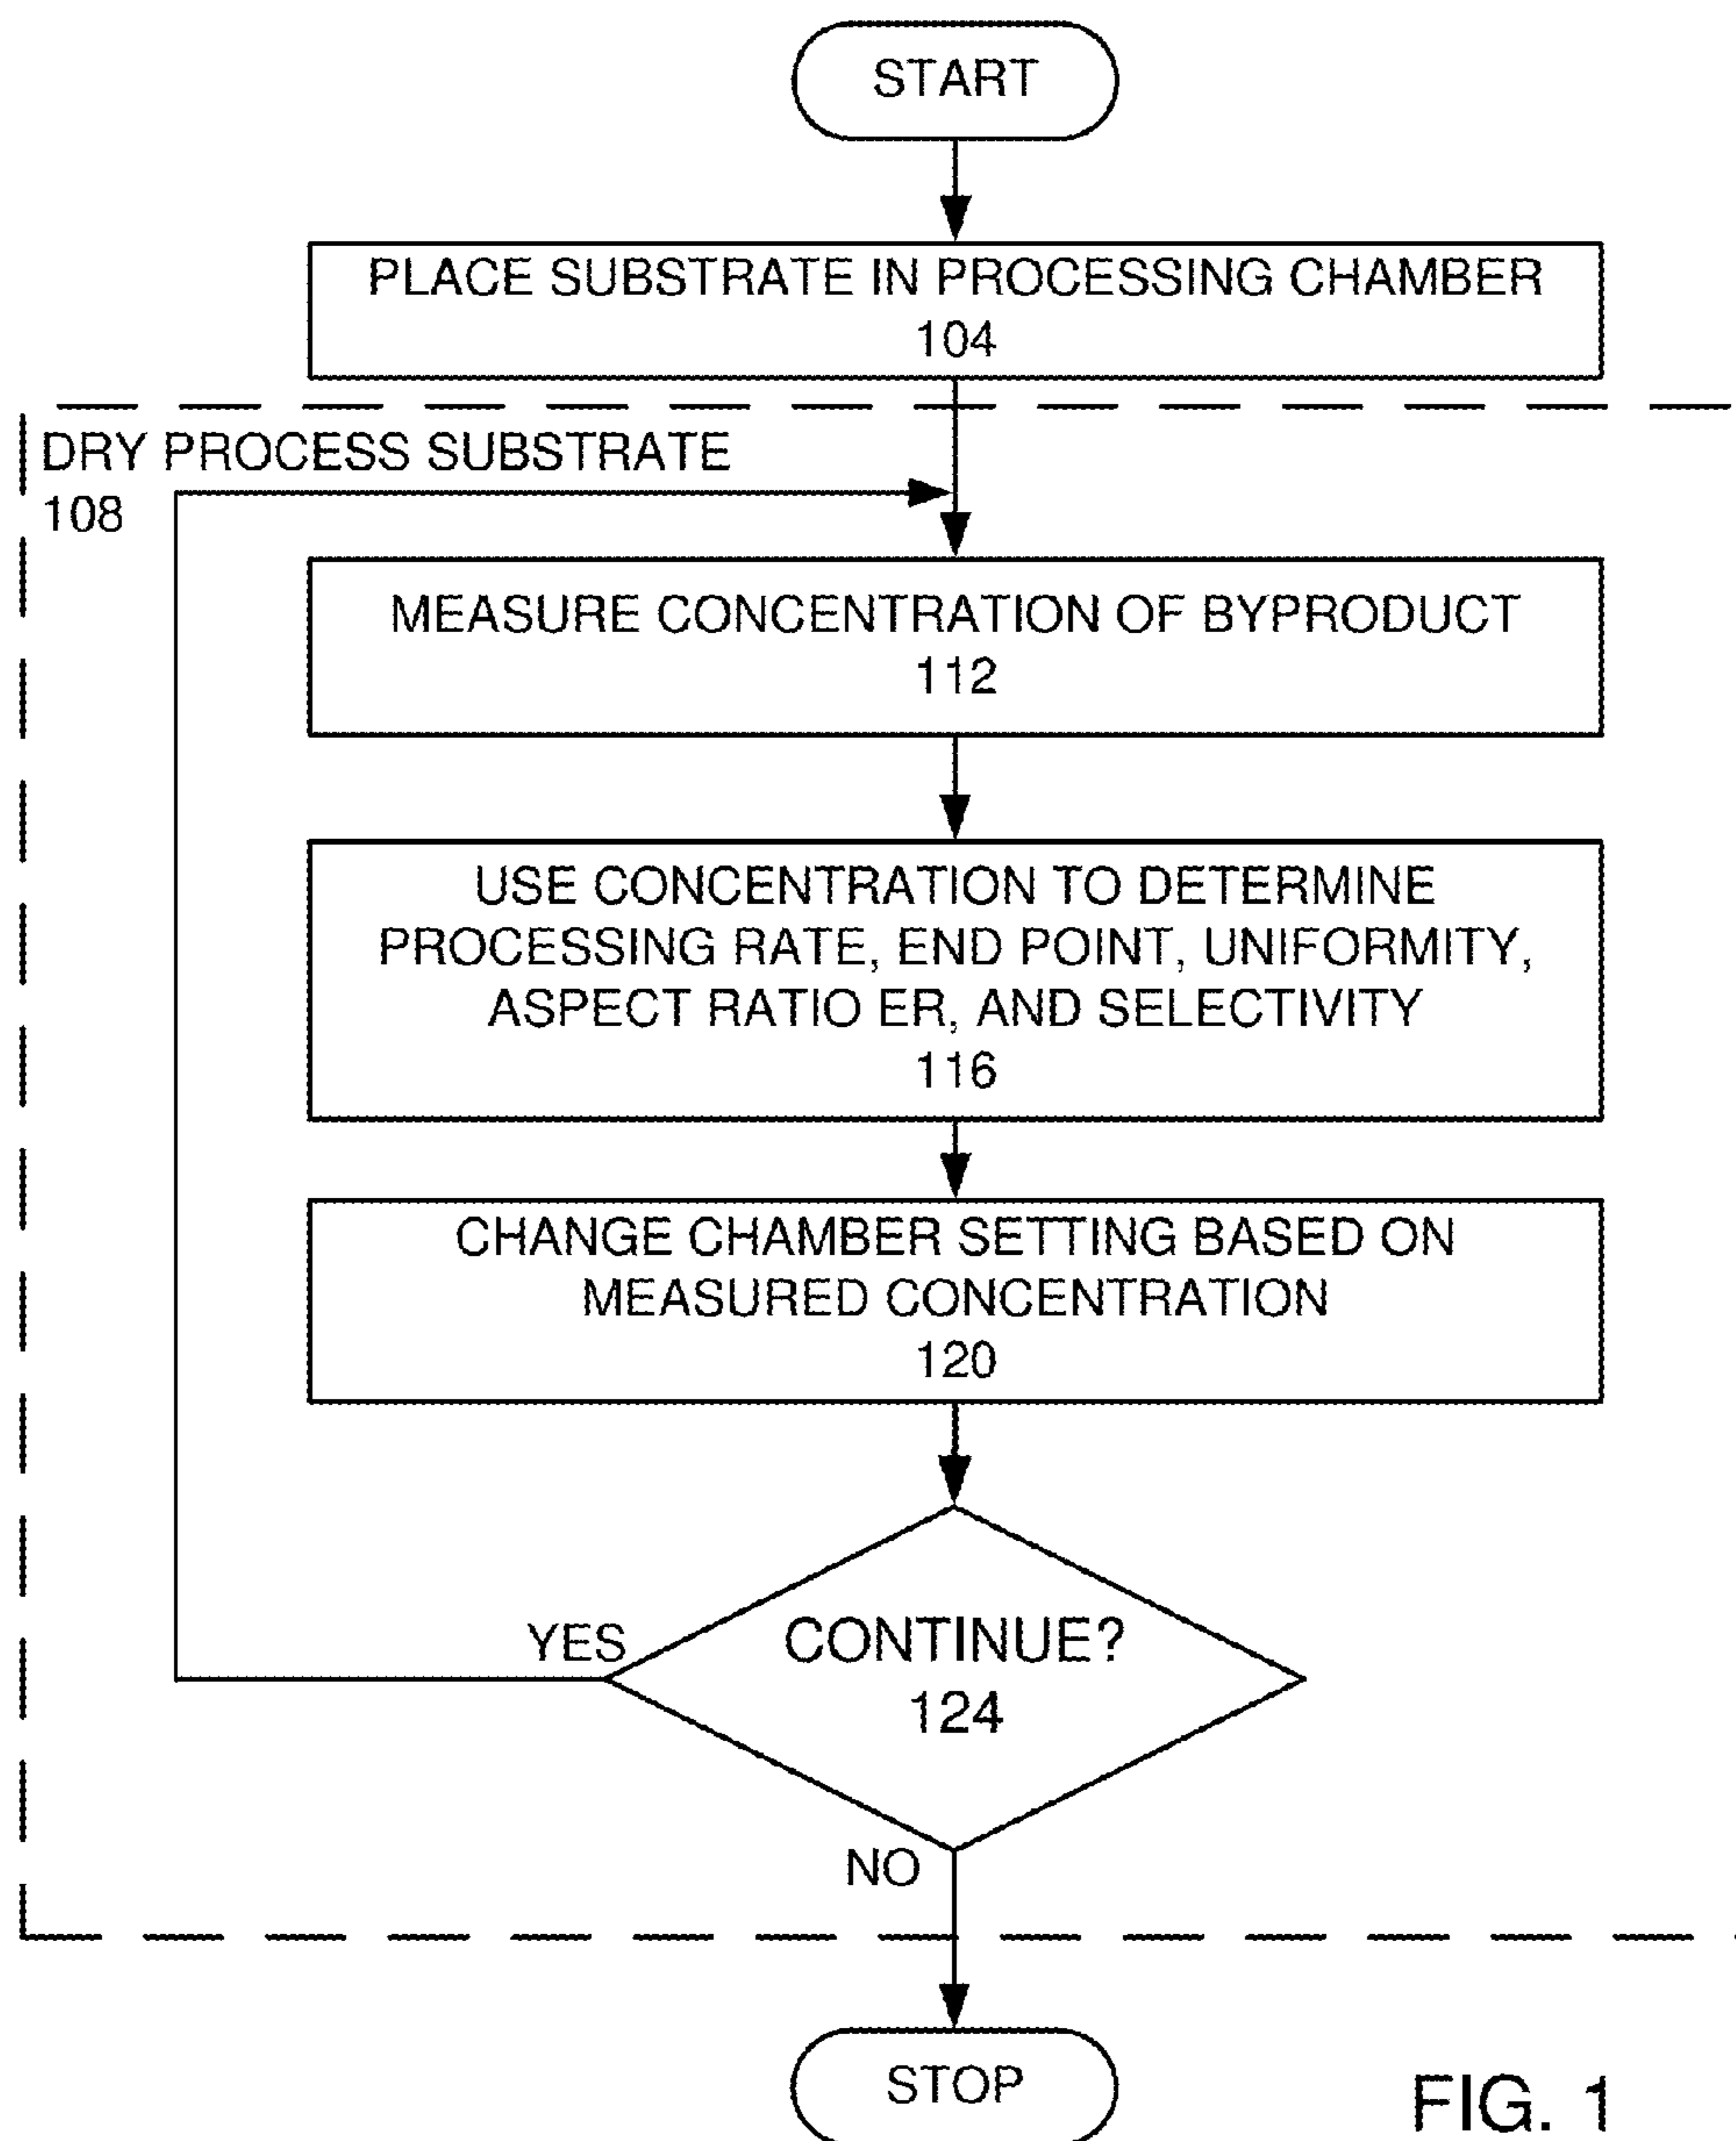 START
PLACE SUBSTRATE IN PROCESSING CHAMBER
104
DRY PROCESS SUBSTRATE
108
MEASURE CONCENTRATION OF BYPRODUCT
112
USE CONCENTRATION TO DETERMINE
PROCESSING RATE, END POINT, UNIFORMITY,
ASPECT RATIO ER, AND SELECTIVITY
116
CHANGE CHAMBER SETTING BASED ON
MEASURED CONCENTRATION
120
YES
CONTINUE?
124
NO
STOP
FIG. 1